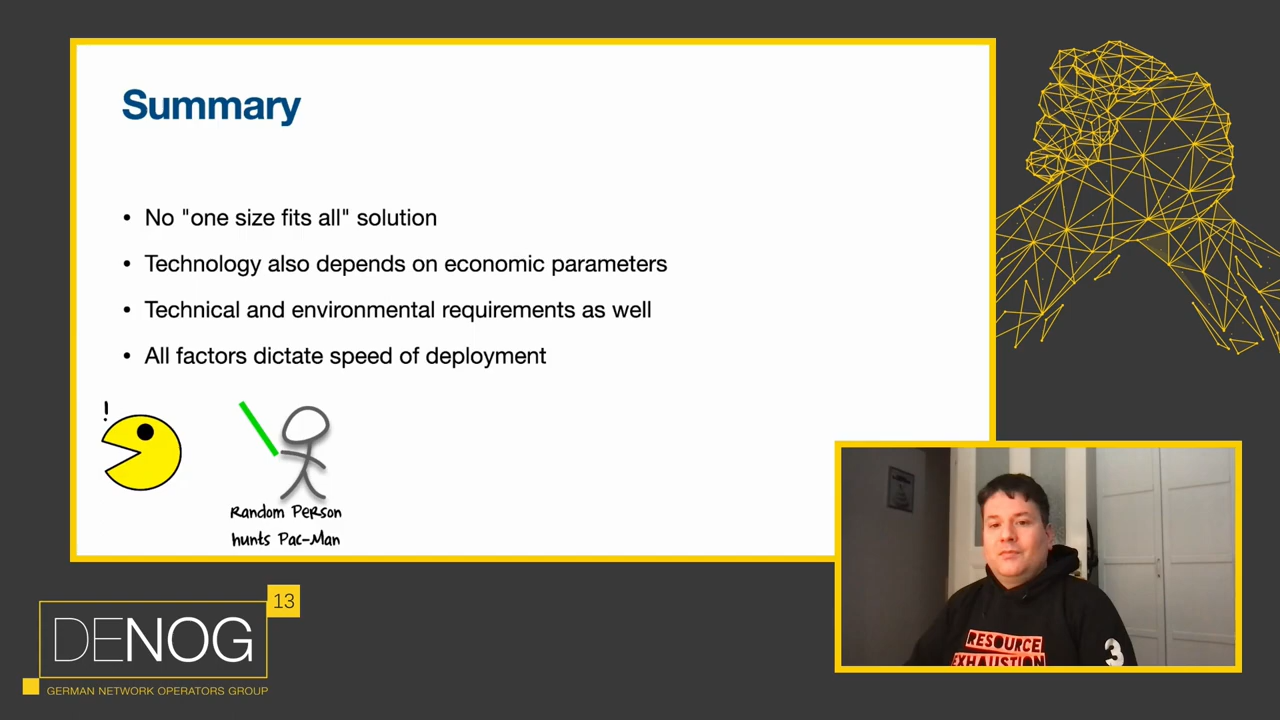 Summary
• No "one size fits all" solution
• Technology also depends on economic parameters
• Technical and environmental requirements as well
• All factors dictate speed of deployment
!
Random Person
hunts Pac-Man
RESOURCE
EXHAUSTION
3
13
DENOG
GERMAN NETWORK OPERATORS GROUP